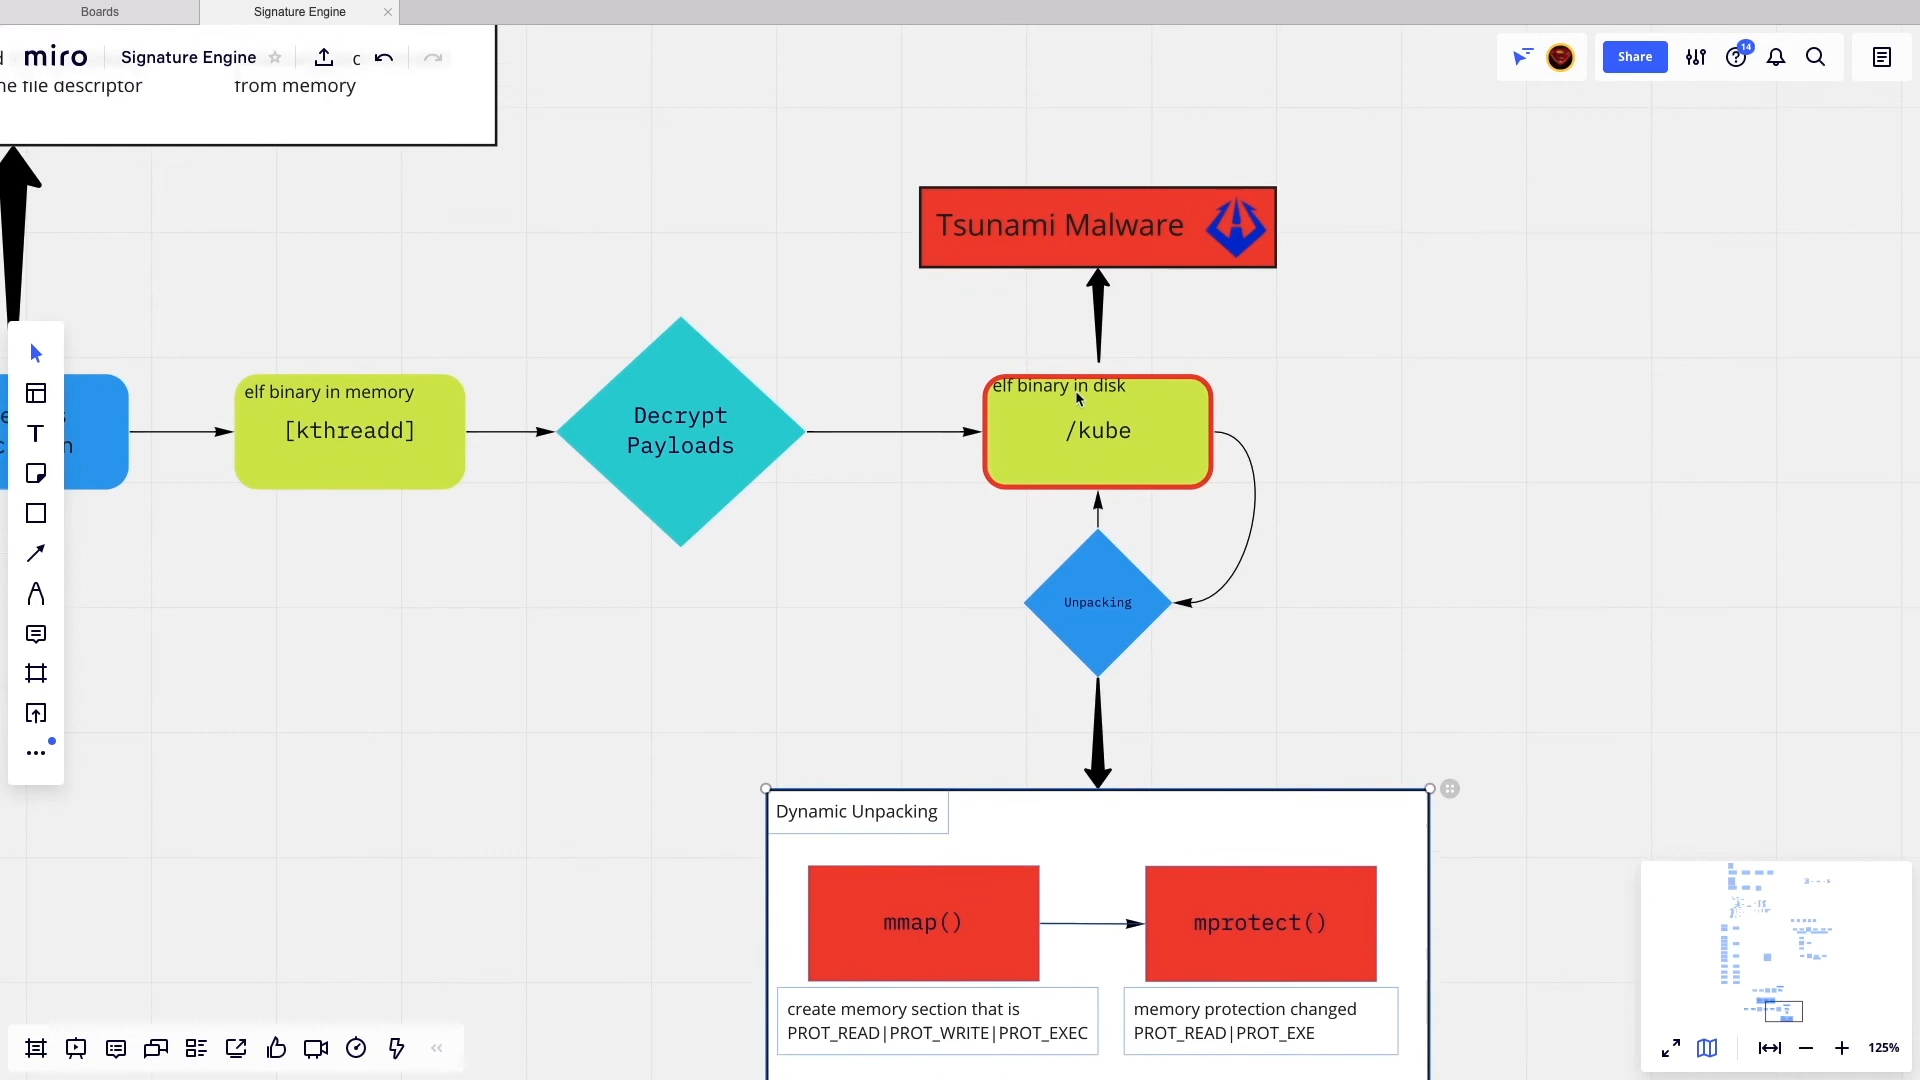 Boards
Signature Engine
miro
Signature Engine
Share
14
he file descriptor
from memory
Tsunami Malware
elf binary in memory
[kthreadd]
Decrypt
Payloads
elf binary in disk
/kube
Unpacking
Dynamic Unpacking
mmap()
mprotect()
create memory section that is
PROT_READ|PROT_WRITE|PROT_EXEC
memory protection changed
PROT_READ|PROT_EXE
125%